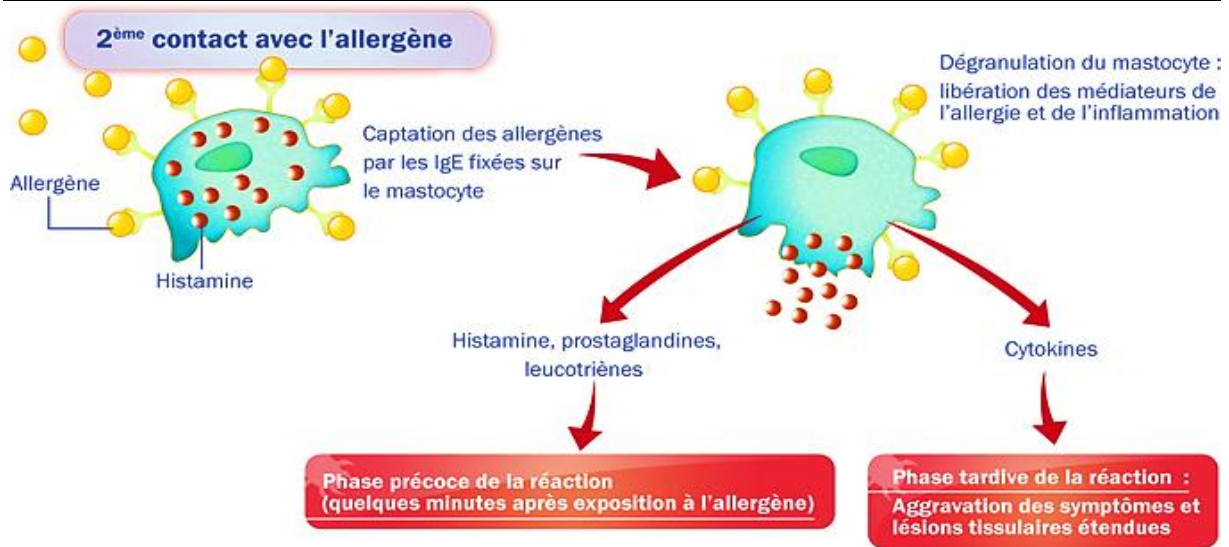 2ème contact avec l'allergène
Dégranulation du mastocyte :
libération des médiateurs de
l'allergie et de l'inflammation
Captation des allergènes
par les IgE fixées sur
le mastocyte
Allergène
Histamine
Histamine, prostaglandines,
leucotriènes
Cytokines
Phase précoce de la réaction
(quelques minutes après exposition à l'allergène)
Phase tardive de la réaction :
Aggravation des symptômes et
lésions tissulaires étendues